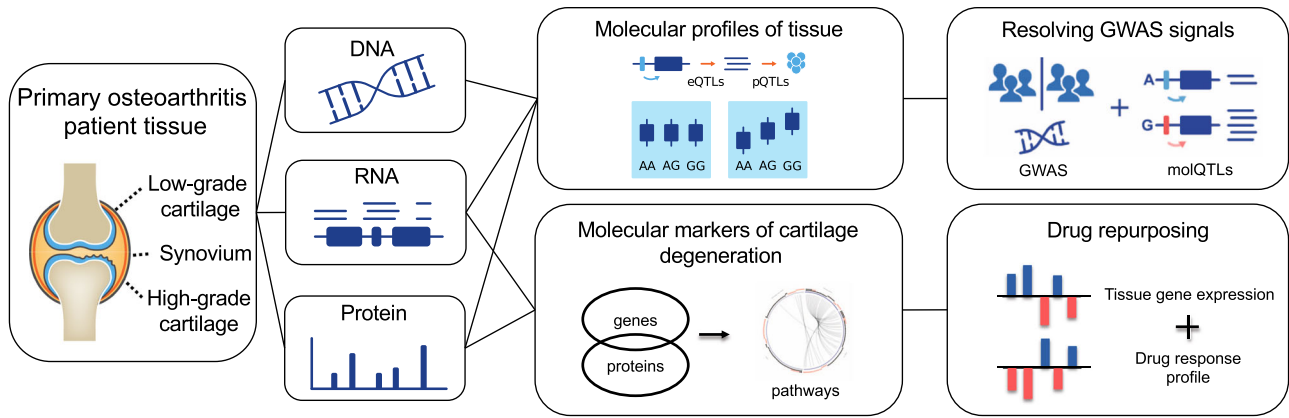 Primary osteoarthritis
patient tissue
Low-grade
cartilage
Synovium
High-grade
cartilage
DNA
RNA
Protein
Molecular profiles of tissue
eQTLs
pQTLs
AA AG GG
AA AG GG
Molecular markers of cartilage
degeneration
genes
proteins
pathways
Resolving GWAS signals
A
G
GWAS
molQTLs
Drug repurposing
Tissue gene expression
Drug response
profile